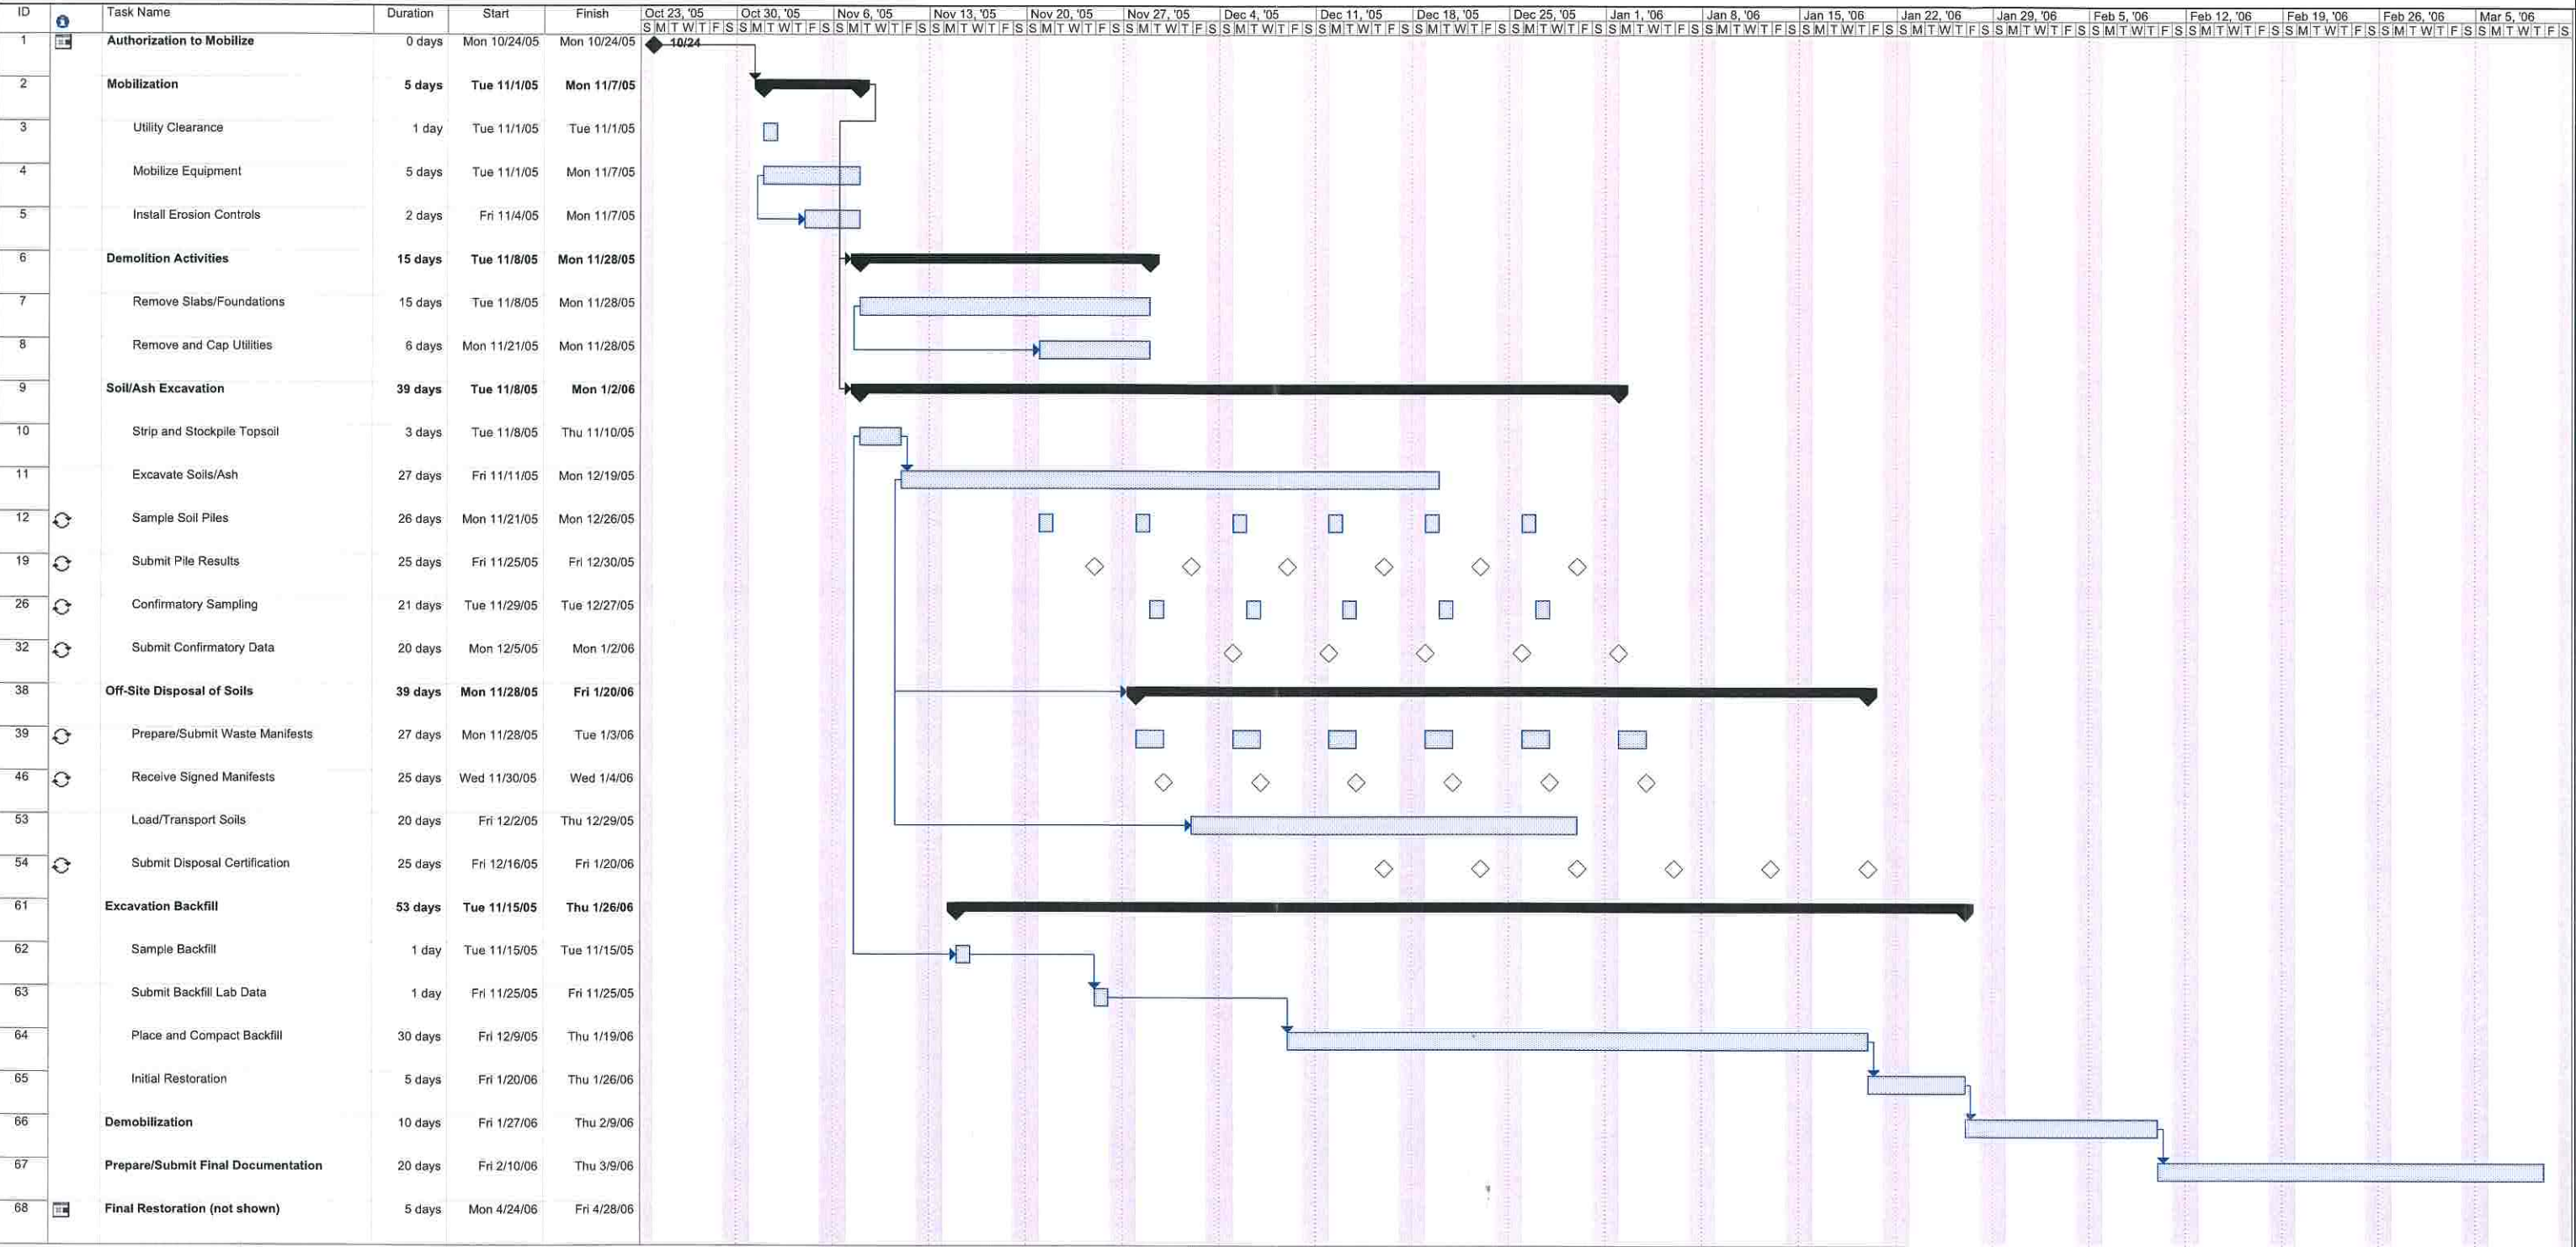 ID Task Name Duration Start Finish Oct 23, '05 Oct 30, '05 Nov 6, '05 Nov 13, '05 Nov 20, '05 Nov 27, '05 Dec 4, '05 Dec 11, '05 Dec 18, '05 Dec 25, '05 Jan 1, '06 Jan 8, '06 Jan 15, '06 Jan 22, '06 Jan 29, '06 Feb 5, '06 Feb 12, '06 Feb 19, '06 Feb 26, '06 Mar 5, '06
S M T W T F S S M T W T F S S M T W T F S S M T W T F S S M T W T F S S M T W T F S S M T W T F S S M T W T F S S M T W T F S S M T W T F S S M T W T F S S M T W T F S S M T W T F S S M T W T F S S M T W T F S S M T W T F S S M T W T F S S M T W T F S S M T W T F S S M T W T F S
1 Authorization to Mobilize 0 days Mon 10/24/05 Mon 10/24/05 10/24
2 Mobilization 5 days Tue 11/1/05 Mon 11/7/05
3 Utility Clearance 1 day Tue 11/1/05 Tue 11/1/05
4 Mobilize Equipment 5 days Tue 11/1/05 Mon 11/7/05
5 Install Erosion Controls 2 days Fri 11/4/05 Mon 11/7/05
6 Demolition Activities 15 days Tue 11/8/05 Mon 11/28/05
7 Remove Slabs/Foundations 15 days Tue 11/8/05 Mon 11/28/05
8 Remove and Cap Utilities 6 days Mon 11/21/05 Mon 11/28/05
9 Soil/Ash Excavation 39 days Tue 11/8/05 Mon 1/2/06
10 Strip and Stockpile Topsoil 3 days Tue 11/8/05 Thu 11/10/05
11 Excavate Soils/Ash 27 days Fri 11/11/05 Mon 12/19/05
12 Sample Soil Piles 26 days Mon 11/21/05 Mon 12/26/05
19 Submit Pile Results 25 days Fri 11/25/05 Fri 12/30/05
26 Confirmatory Sampling 21 days Tue 11/29/05 Tue 12/27/05
32 Submit Confirmatory Data 20 days Mon 12/5/05 Mon 1/2/06
38 Off-Site Disposal of Soils 39 days Mon 11/28/05 Fri 1/20/06
39 Prepare/Submit Waste Manifests 27 days Mon 11/28/05 Tue 1/3/06
46 Receive Signed Manifests 25 days Wed 11/30/05 Wed 1/4/06
53 Load/Transport Soils 20 days Fri 12/2/05 Thu 12/29/05
54 Submit Disposal Certification 25 days Fri 12/16/05 Fri 1/20/06
61 Excavation Backfill 53 days Tue 11/15/05 Thu 1/26/06
62 Sample Backfill 1 day Tue 11/15/05 Tue 11/15/05
63 Submit Backfill Lab Data 1 day Fri 11/25/05 Fri 11/25/05
64 Place and Compact Backfill 30 days Fri 12/9/05 Thu 1/19/06
65 Initial Restoration 5 days Fri 1/20/06 Thu 1/26/06
66 Demobilization 10 days Fri 1/27/06 Thu 2/9/06
67 Prepare/Submit Final Documentation 20 days Fri 2/10/06 Thu 3/9/06
68 Final Restoration (not shown) 5 days Mon 4/24/06 Fri 4/28/06